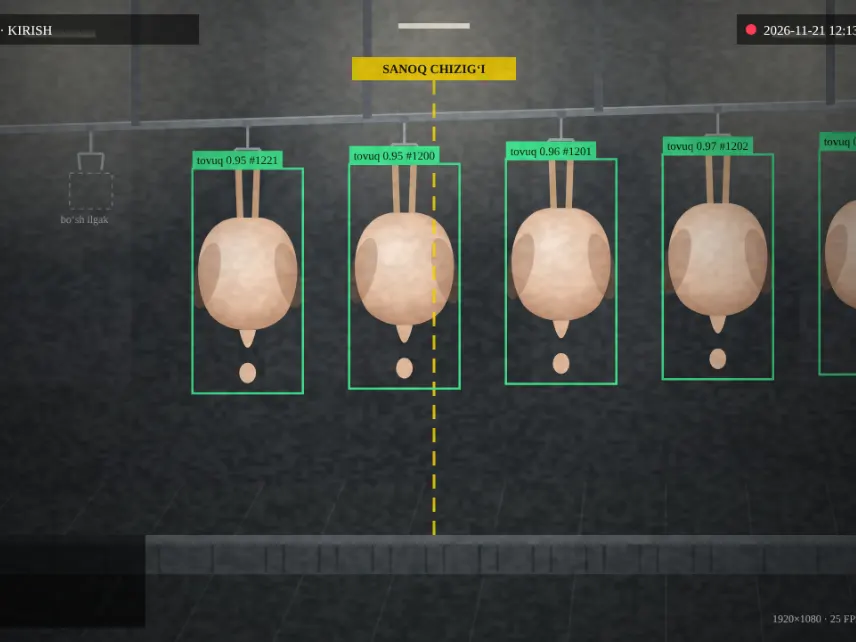 · KIRISH
2026-11-21 12:13
SANOQ CHIZIG‘I
tovuq 0.95 #1221
tovuq 0.95 #1200
tovuq 0.96 #1201
tovuq 0.97 #1202
tovuq
bo‘sh ilgak
1920×1080 · 25 FP